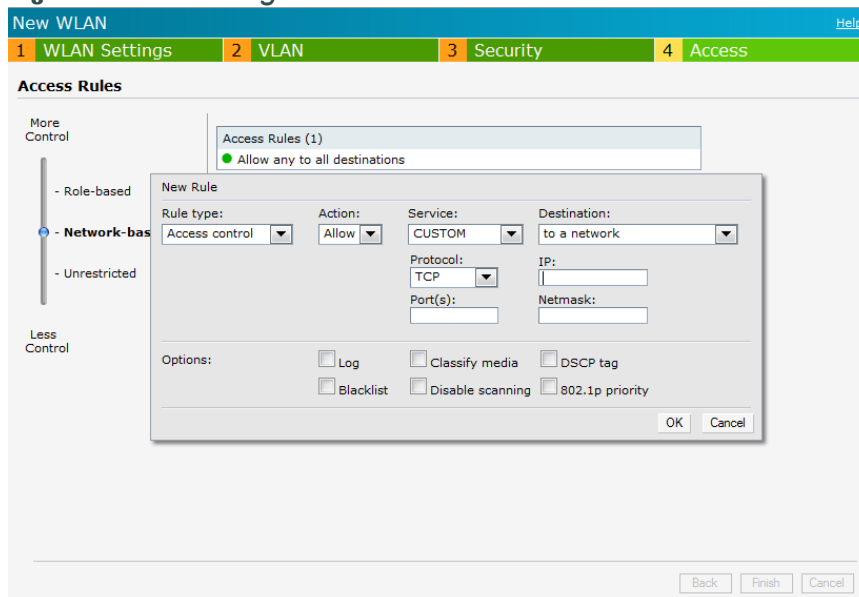 New WLAN
Help
1 WLAN Settings 2 VLAN 3 Security 4 Access
Access Rules
More
Control
- Role-based
- Network-bas
- Unrestricted
Less
Control
Access Rules (1)
Allow any to all destinations
New Rule
Rule type: Action: Service: Destination:
Access control Allow CUSTOM to a network
Protocol: IP:
TCP
Port(s): Netmask:
Options: Log Classify media DSCP tag
Blacklist Disable scanning 802.1p priority
OK Cancel
Back Finish Cancel